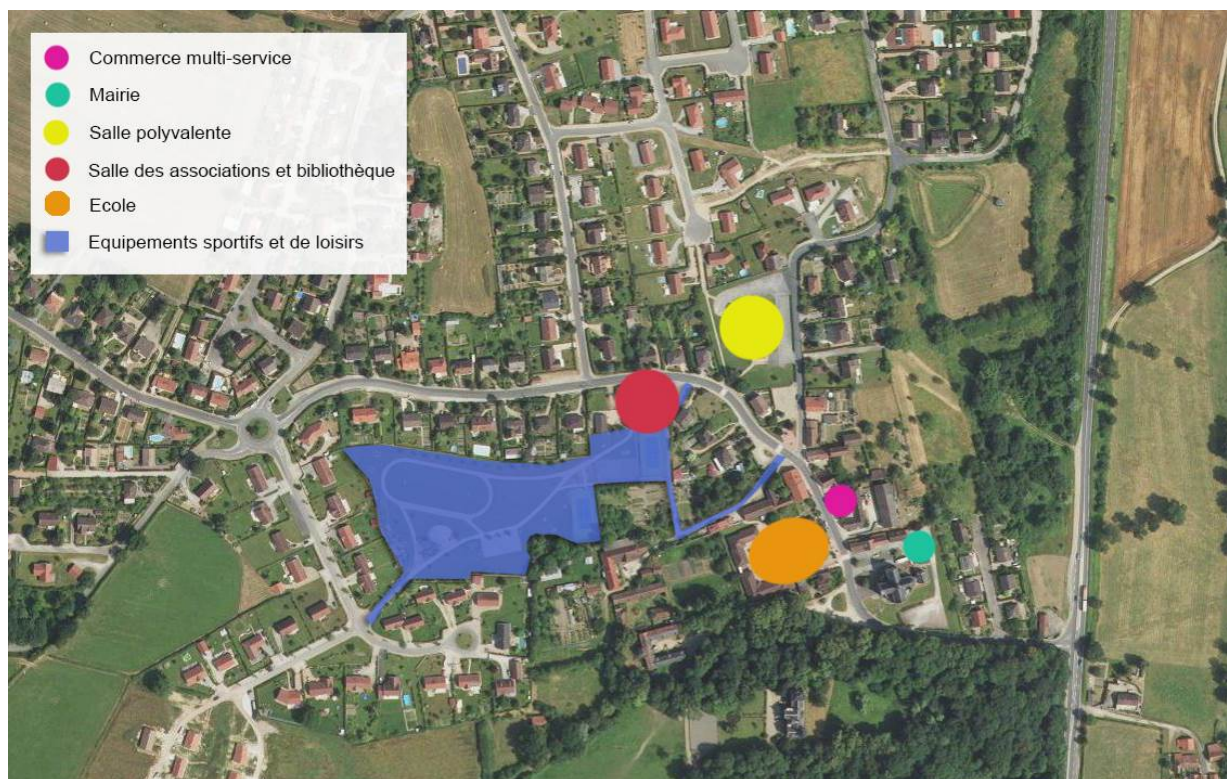 Commerce multi-service
Mairie
Salle polyvalente
Salle des associations et bibliothèque
Ecole
Equipements sportifs et de loisirs